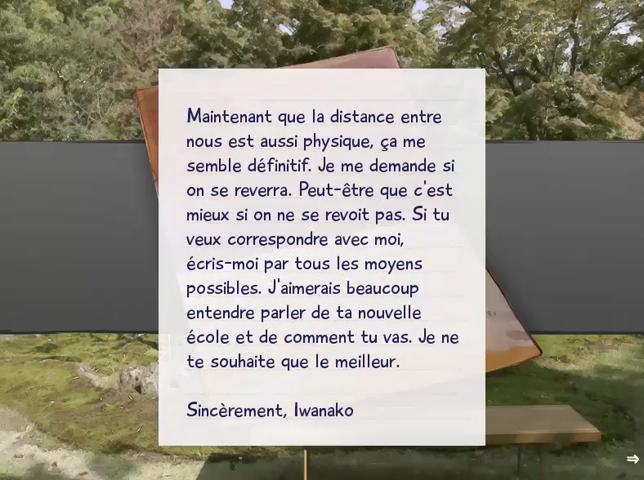 Maintenant que la distance entre
nous est aussi physique, ça me
semble définitif. Je me demande si
on se reverra. Peut-être que c'est
mieux si on ne se revoit pas. Si tu
veux correspondre avec moi,
écris-moi par tous les moyens
possibles. J'aimerais beaucoup
entendre parler de ta nouvelle
école et de comment tu vas. Je ne
te souhaite que le meilleur.
Sincèrement, Iwanako
⇒